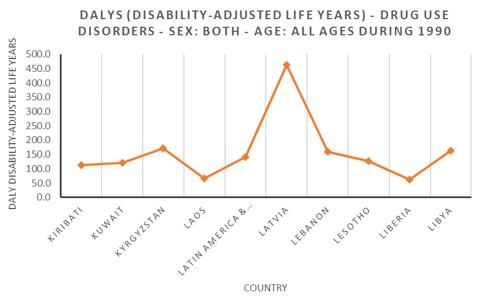 DALYS (DISABILITY-ADJUSTED LIFE YEARS) - DRUG USE
DISORDERS - SEX: BOTH - AGE: ALL AGES DURING 1990
DALY DISABILITY-ADJUSTED LIFE YEARS
500.0
450.0
400.0
350.0
300.0
250.0
200.0
150.0
100.0
50.0
0.0
KIRIBATI
KUWAIT
KYRGYZSTAN
LAOS
LATIN AMERICA &...
LATVIA
LEBANON
LESOTHO
LIBERIA
LIBYA
COUNTRY